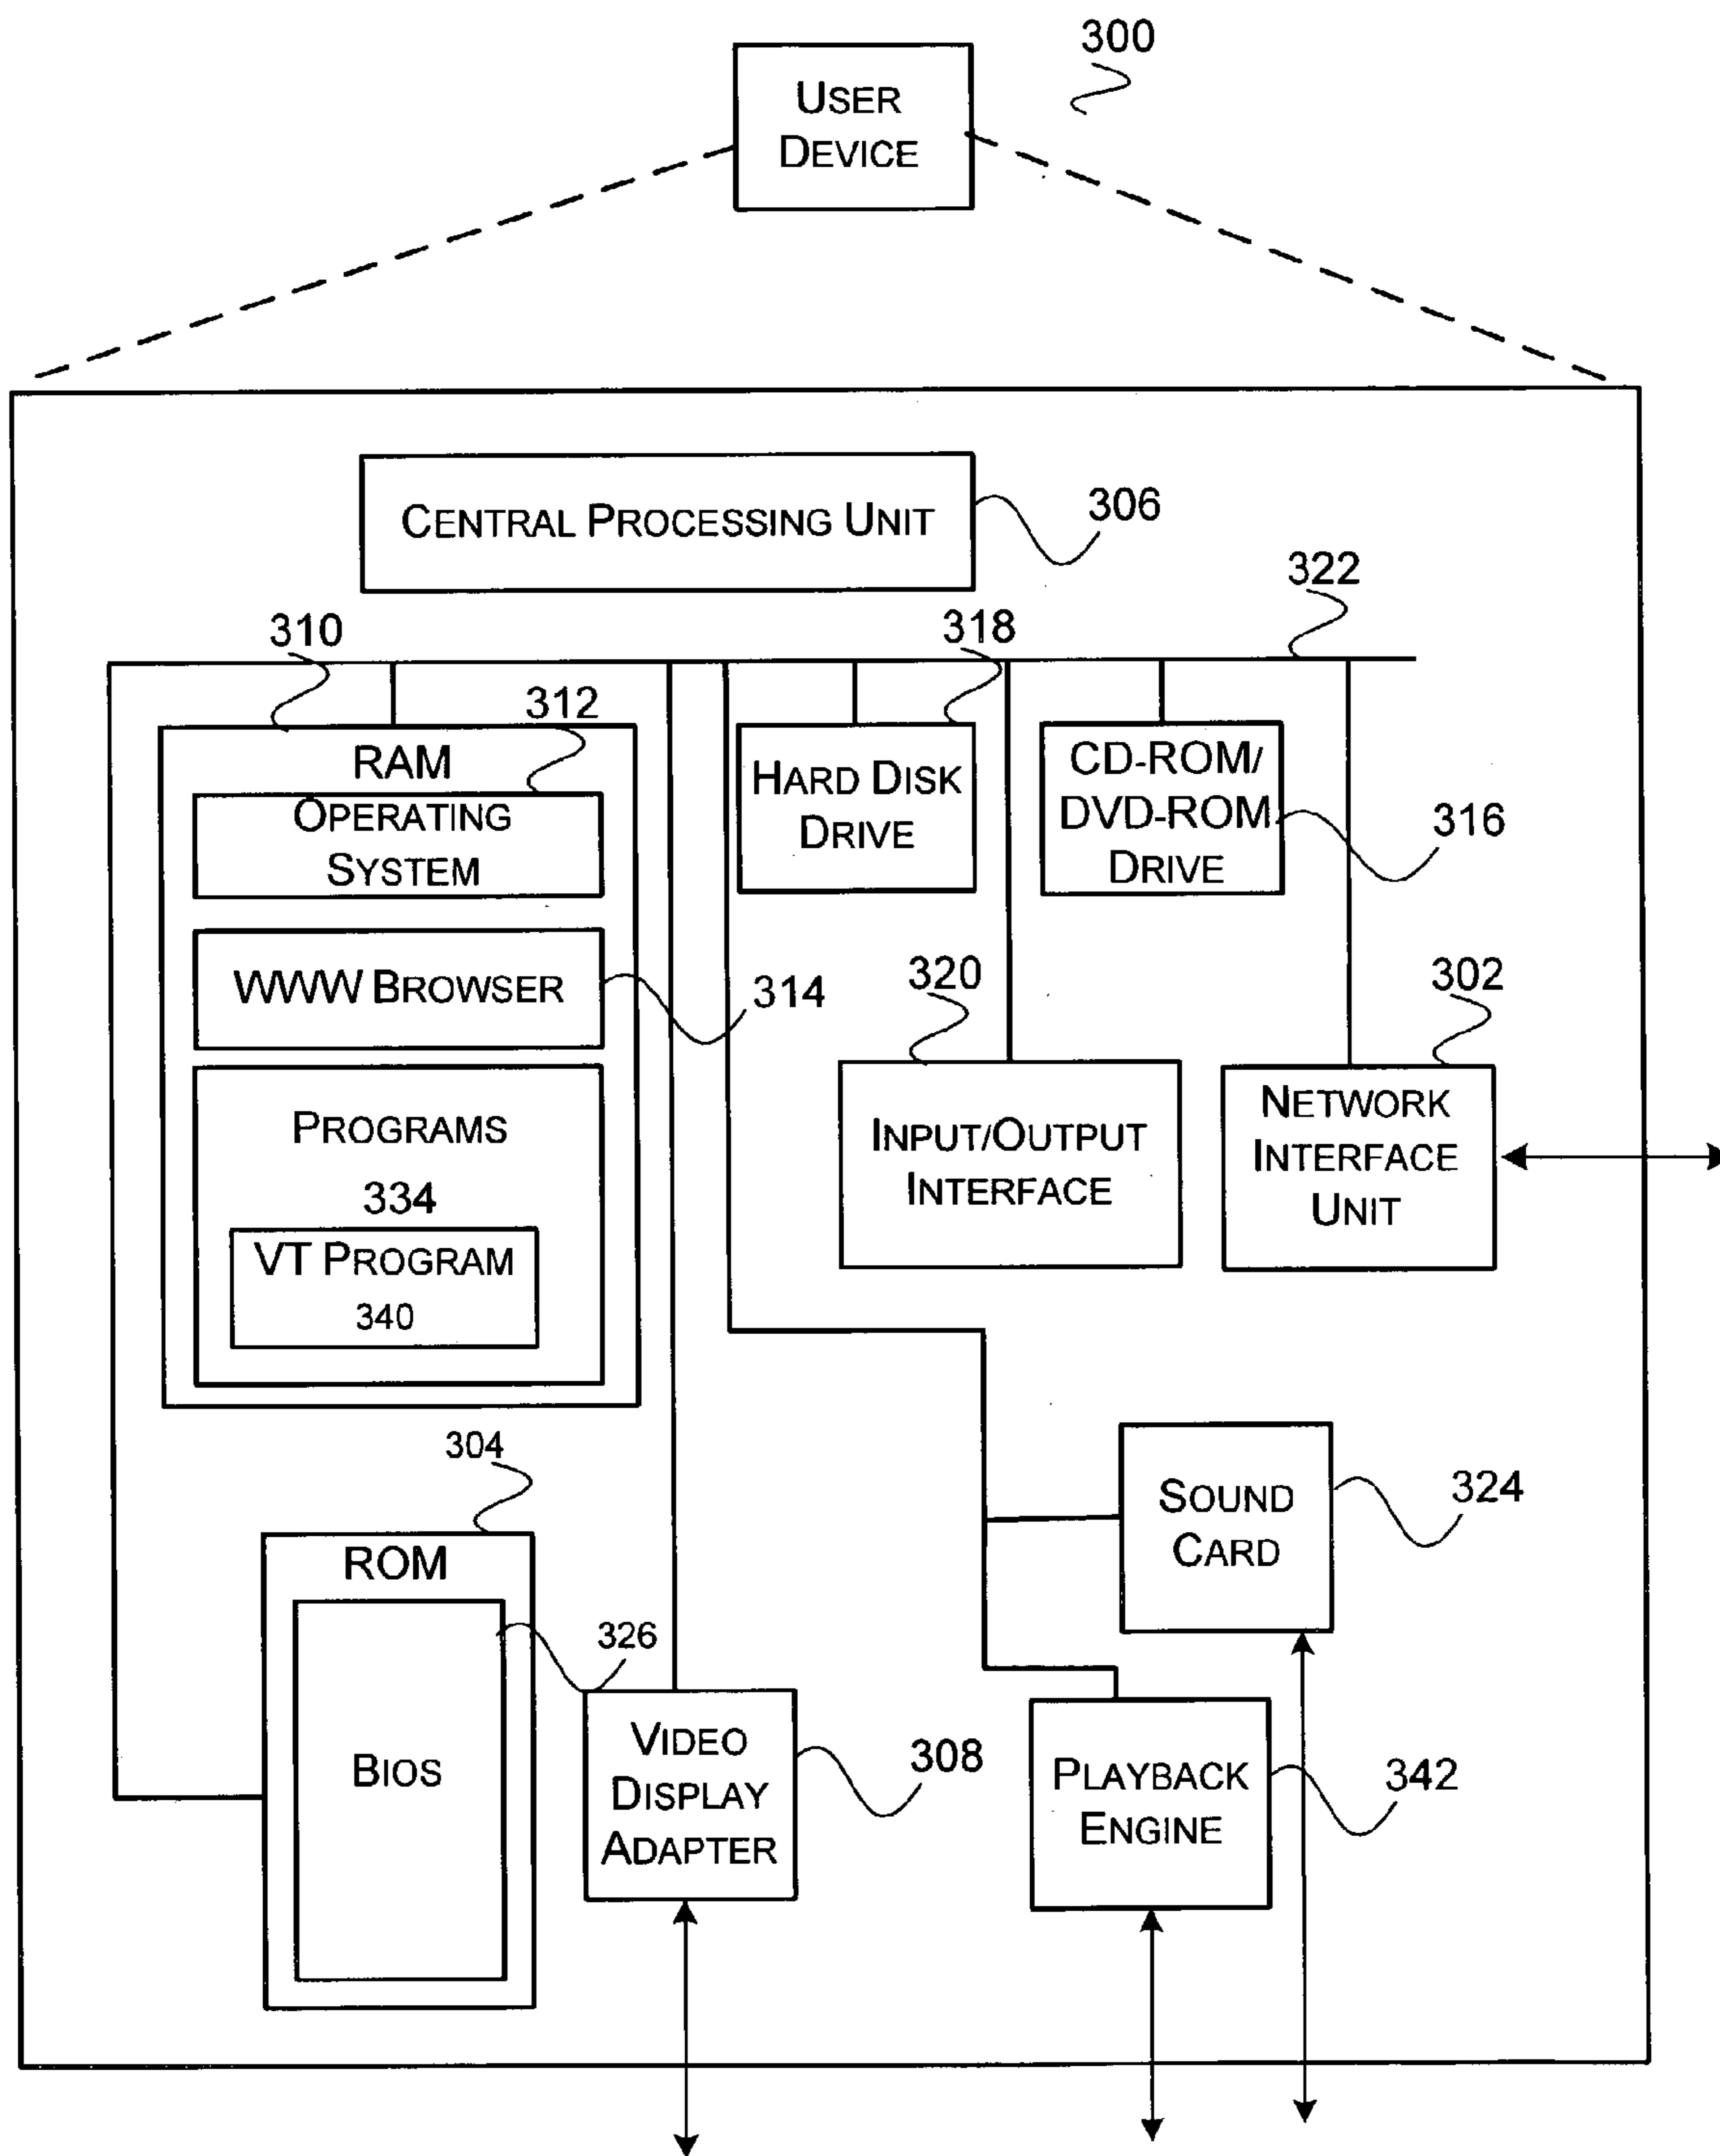 300
USER
DEVICE
CENTRAL PROCESSING UNIT
306
322
310
318
312
RAM
OPERATING
SYSTEM
HARD DISK
DRIVE
CD-ROM/
DVD-ROM
DRIVE
316
WWW BROWSER
314
320
302
PROGRAMS
334
VT PROGRAM
340
INPUT/OUTPUT
INTERFACE
NETWORK
INTERFACE
UNIT
304
ROM
SOUND
CARD
324
326
BIOS
VIDEO
DISPLAY
ADAPTER
308
PLAYBACK
ENGINE
342